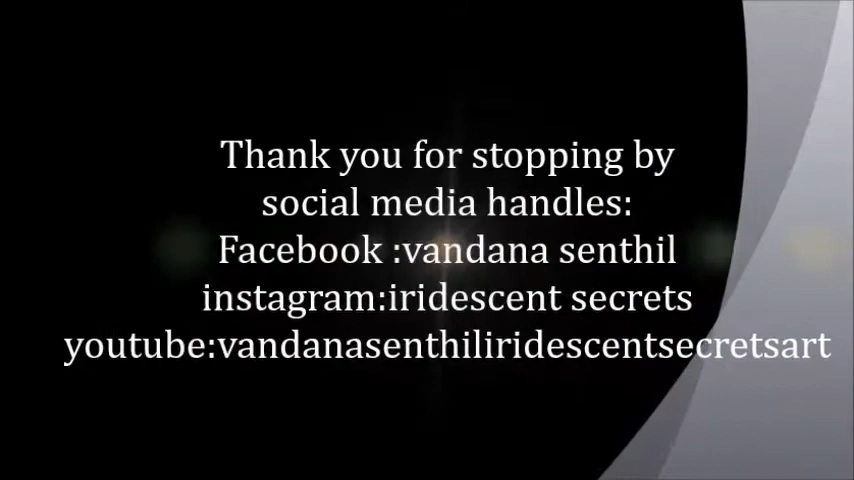 Thank you for stopping by
social media handles:
Facebook :vandana senthil
instagram:iridescent secrets
youtube:vandanasenthiliridescentsecretsart